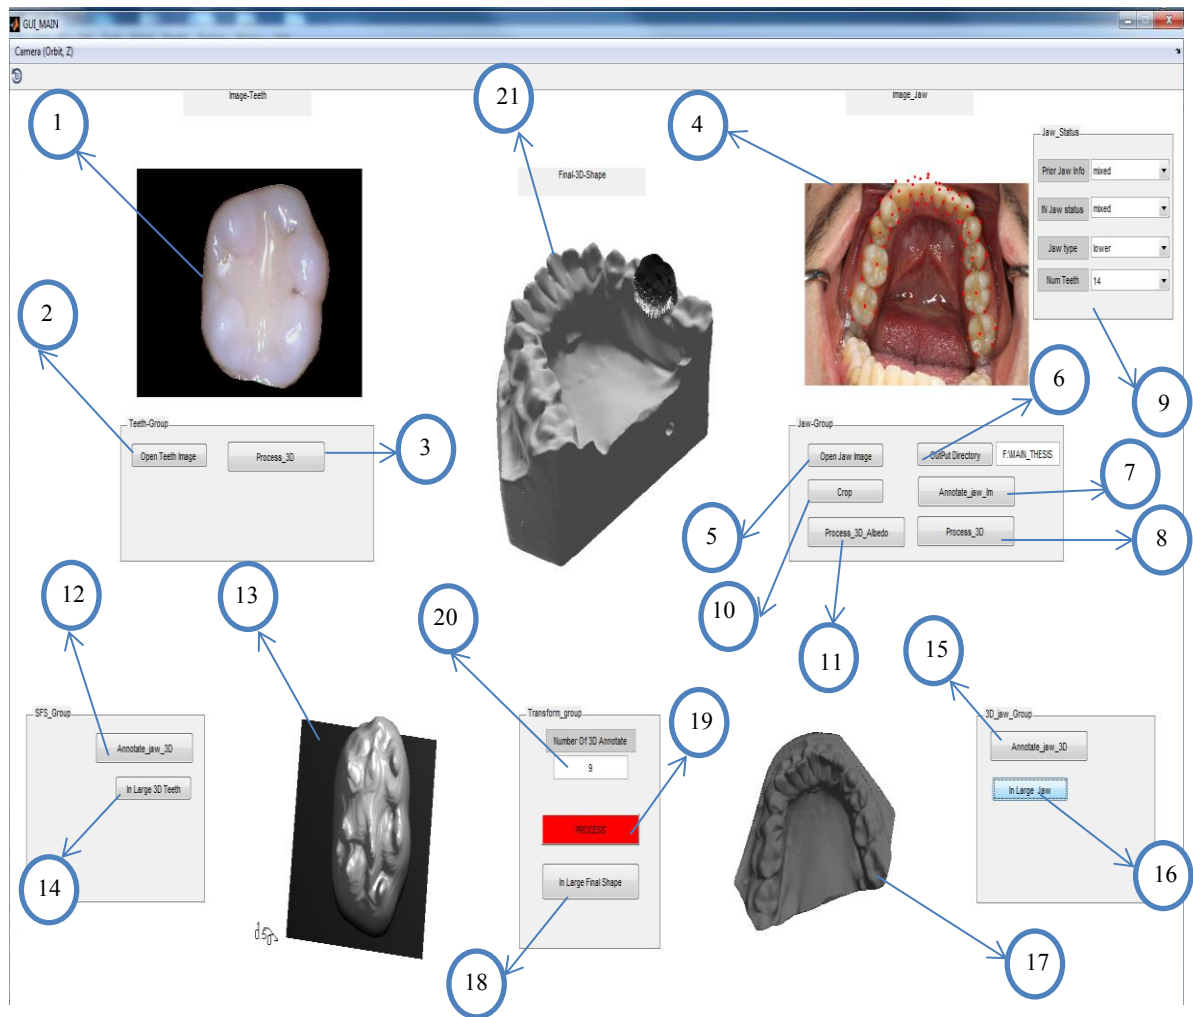 GUI_MAIN
Camera (Orbit, Z)
Image-Teeth
21
Image_Jaw
1
4
Jaw_Status
Prior Jaw Info mixed
IN Jaw status mixed
Jaw type lower
Num Teeth 14
Final-3D-Shape
2
6
9
Teeth-Group
Open Teeth Image
Process_3D
3
Jaw-Group
Open Jaw Image
OutPut Directory
F:\MAIN_THESIS
Crop
Annotate_jaw_Im
7
5
Process_3D_Albedo
Process_3D
8
12
13
20
10
11
15
SFS_Group
Annotate_jaw_3D
In Large 3D Teeth
14
Transform_group
Number Of 3D Annotate
9
19
PROCESS
In Large Final Shape
18
3D_jaw_Group
Annotate_jaw_3D
In Large Jaw
16
17